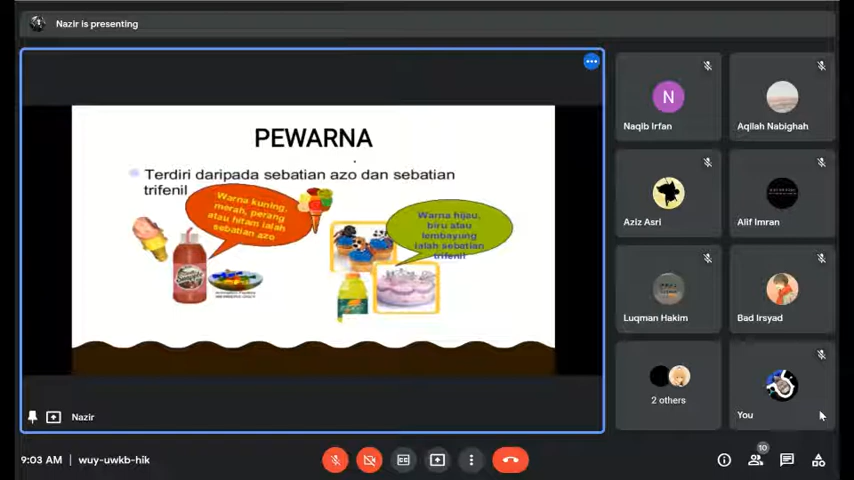 Nazir is presenting
PEWARNA
Terdiri daripada sebatian azo dan sebatian
trifenil
Warna kuning,
merah, perang
atau hitam ialah
sebatian azo
Warna hijau,
biru atau
lembayung
ialah sebatian
trifenil
Nazir
N
Naqib Irfan
Aqilah Nabighah
Aziz Asri
Alif Imran
Luqman Hakim
Bad Irsyad
2 others
You
9:03 AM | wuy-uwkb-hik
10